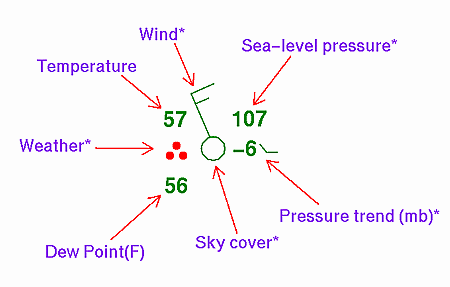 Wind*
Sea-level pressure*
Temperature
57
107
Weather*
-6
56
Pressure trend (mb)*
Sky cover*
Dew Point(F)